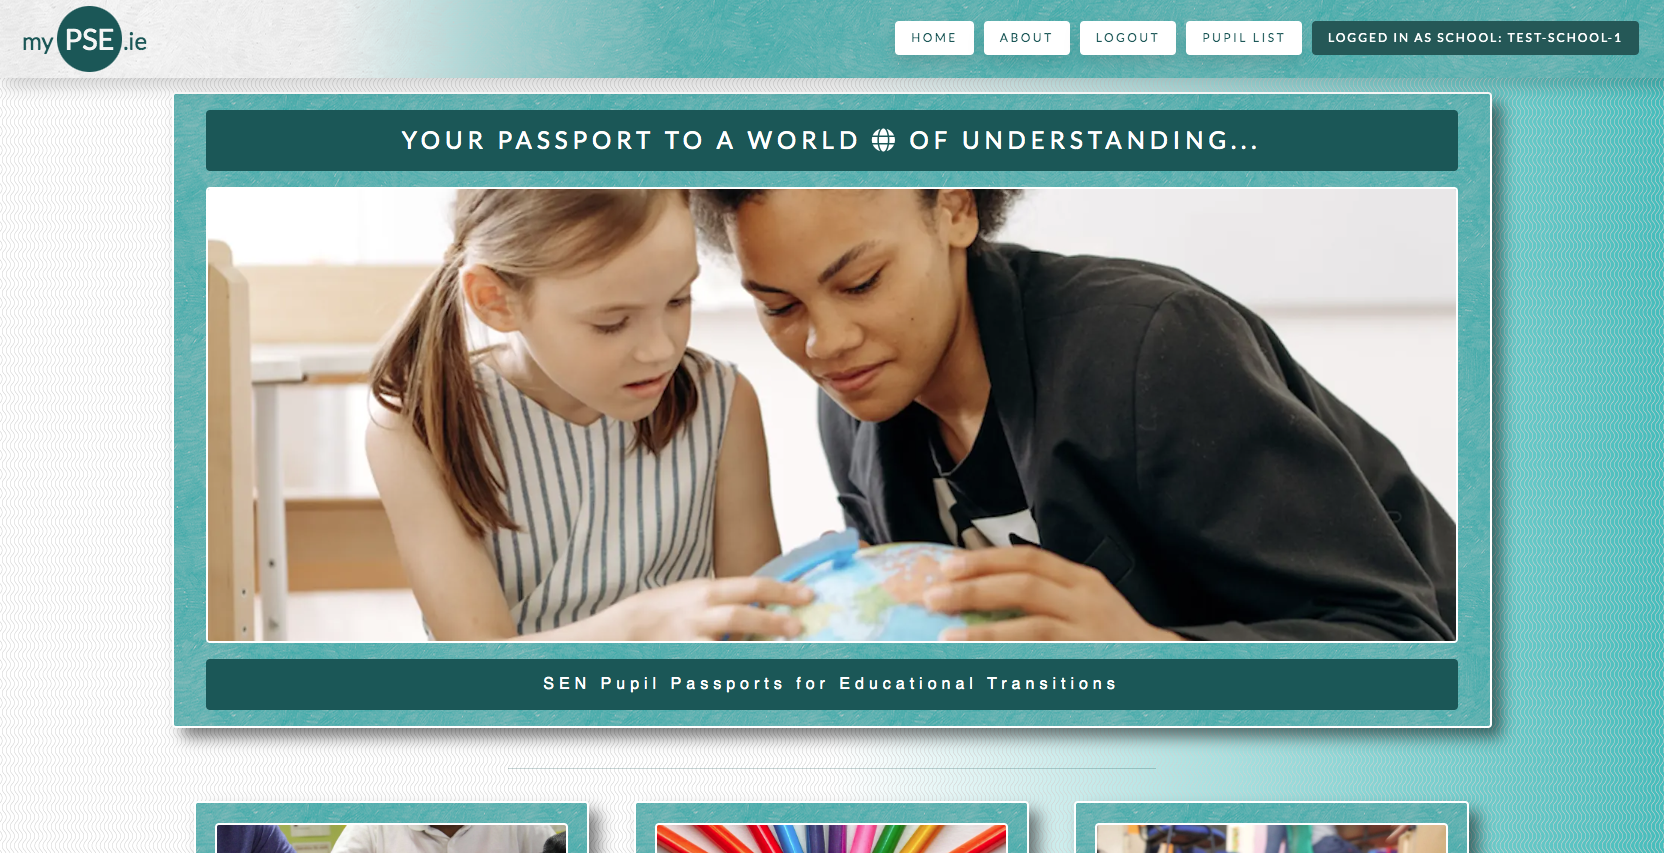 myPSE.ie
HOME
ABOUT
LOGOUT
PUPIL LIST
LOGGED IN AS SCHOOL: TEST-SCHOOL-1
YOUR PASSPORT TO A WORLD OF UNDERSTANDING...
SEN Pupil Passports for Educational Transitions